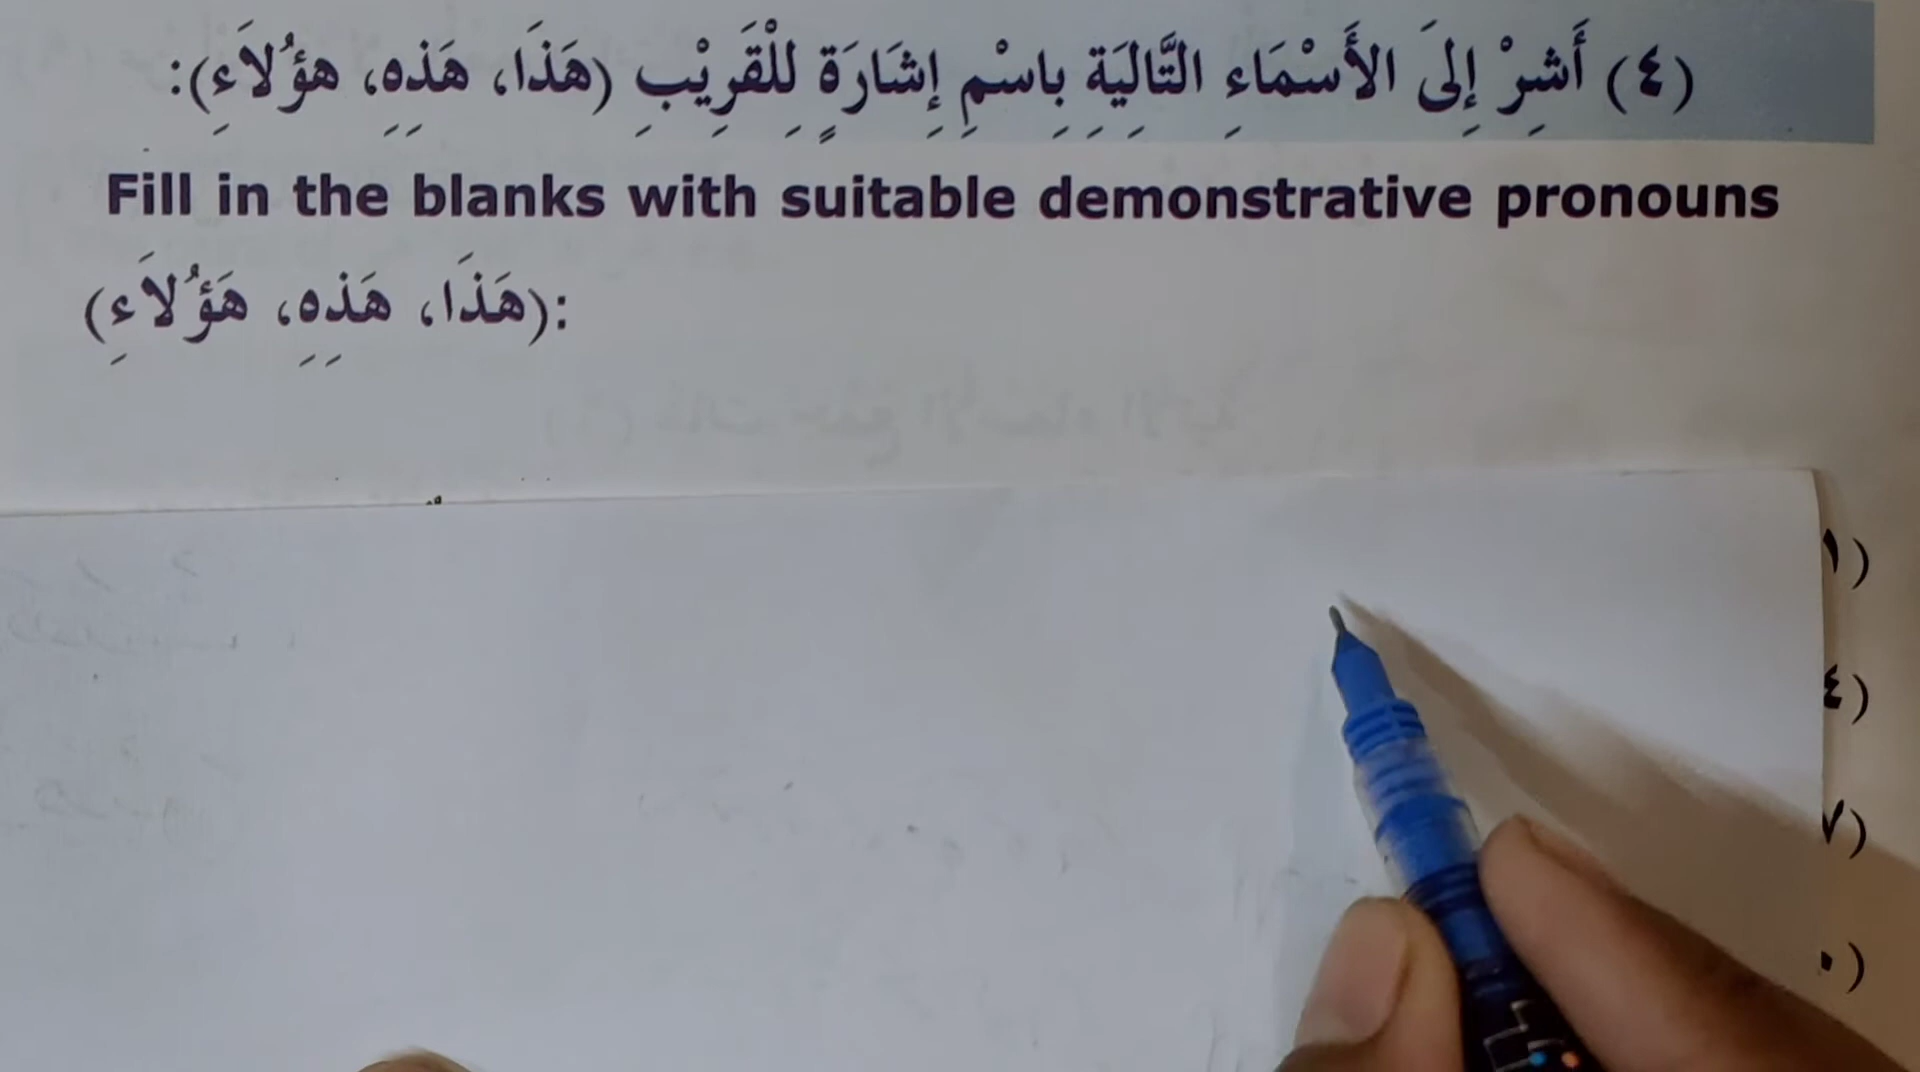 (٤) أَشِرْ إِلَى الأَسْمَاءِ التَّالِيَةِ بِاسْمِ إِشَارَةٍ لِلْقَرِيْبِ (هَذَا، هَذِهِ، هؤُلاَءِ):
Fill in the blanks with suitable demonstrative pronouns
(هَذَا، هَذِهِ، هَؤُلاَءِ):
١)
٤)
٧)